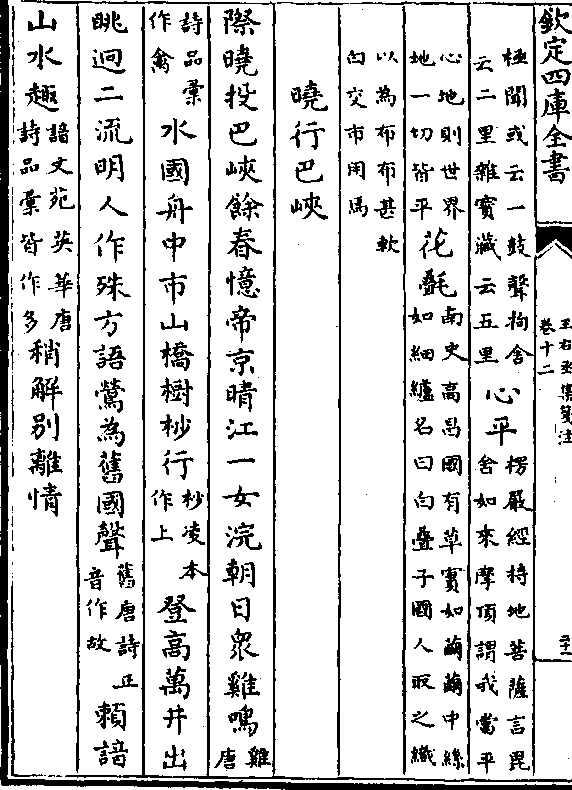 欽定四庫全書
王右丞集箋注
卷十二
二十一
極聞或云一鼓聲拘舍
云二里雜寶藏云五里
心平
楞嚴經持地菩薩言毘
舍如來摩頂謂我當平
心地則世界
地一切皆平
花㲲
南史高昌國有草實如繭繭中絲
如細纑名曰白疊子國人取之織
以為布布甚軟
白交市用焉
曉行巴峽
際曉投巴峽餘春憶帝京晴江一女浣朝日衆雞鳴
雞唐
詩品彙
作禽
水國舟中市山橋樹杪行
杪凌本
作上
登高萬井出
眺迥二流明人作殊方語鶯為舊國聲
舊唐詩正
音作故
頼諳
山水趣
諳文苑英華唐
詩品彙皆作多
稍解别離情